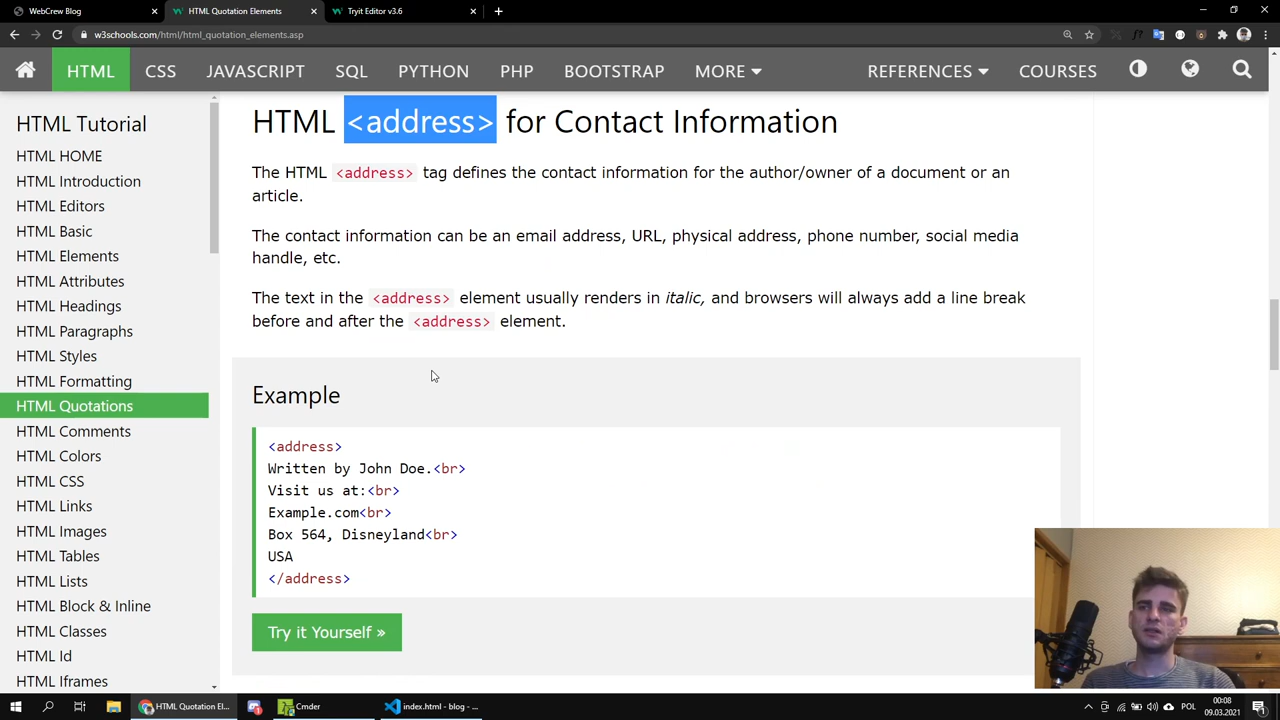 WebCrew Blog
HTML Quotation Elements
Tryit Editor v3.6
w3schools.com/html/html_quotation_elements.asp
HTML
CSS
JAVASCRIPT
SQL
PYTHON
PHP
BOOTSTRAP
MORE
REFERENCES
COURSES
HTML Tutorial
HTML HOME
HTML Introduction
HTML Editors
HTML Basic
HTML Elements
HTML Attributes
HTML Headings
HTML Paragraphs
HTML Styles
HTML Formatting
HTML Quotations
HTML Comments
HTML Colors
HTML CSS
HTML Links
HTML Images
HTML Tables
HTML Lists
HTML Block & Inline
HTML Classes
HTML Id
HTML Iframes
HTML <address> for Contact Information
The HTML <address> tag defines the contact information for the author/owner of a document or an
article.
The contact information can be an email address, URL, physical address, phone number, social media
handle, etc.
The text in the <address> element usually renders in italic, and browsers will always add a line break
before and after the <address> element.
Example
<address>
Written by John Doe.<br>
Visit us at:<br>
Example.com<br>
Box 564, Disneyland<br>
USA
</address>
Try it Yourself »
HTML Quotation El...
Cmder
index.html - blog - ...
POL
00:08
09.03.2021